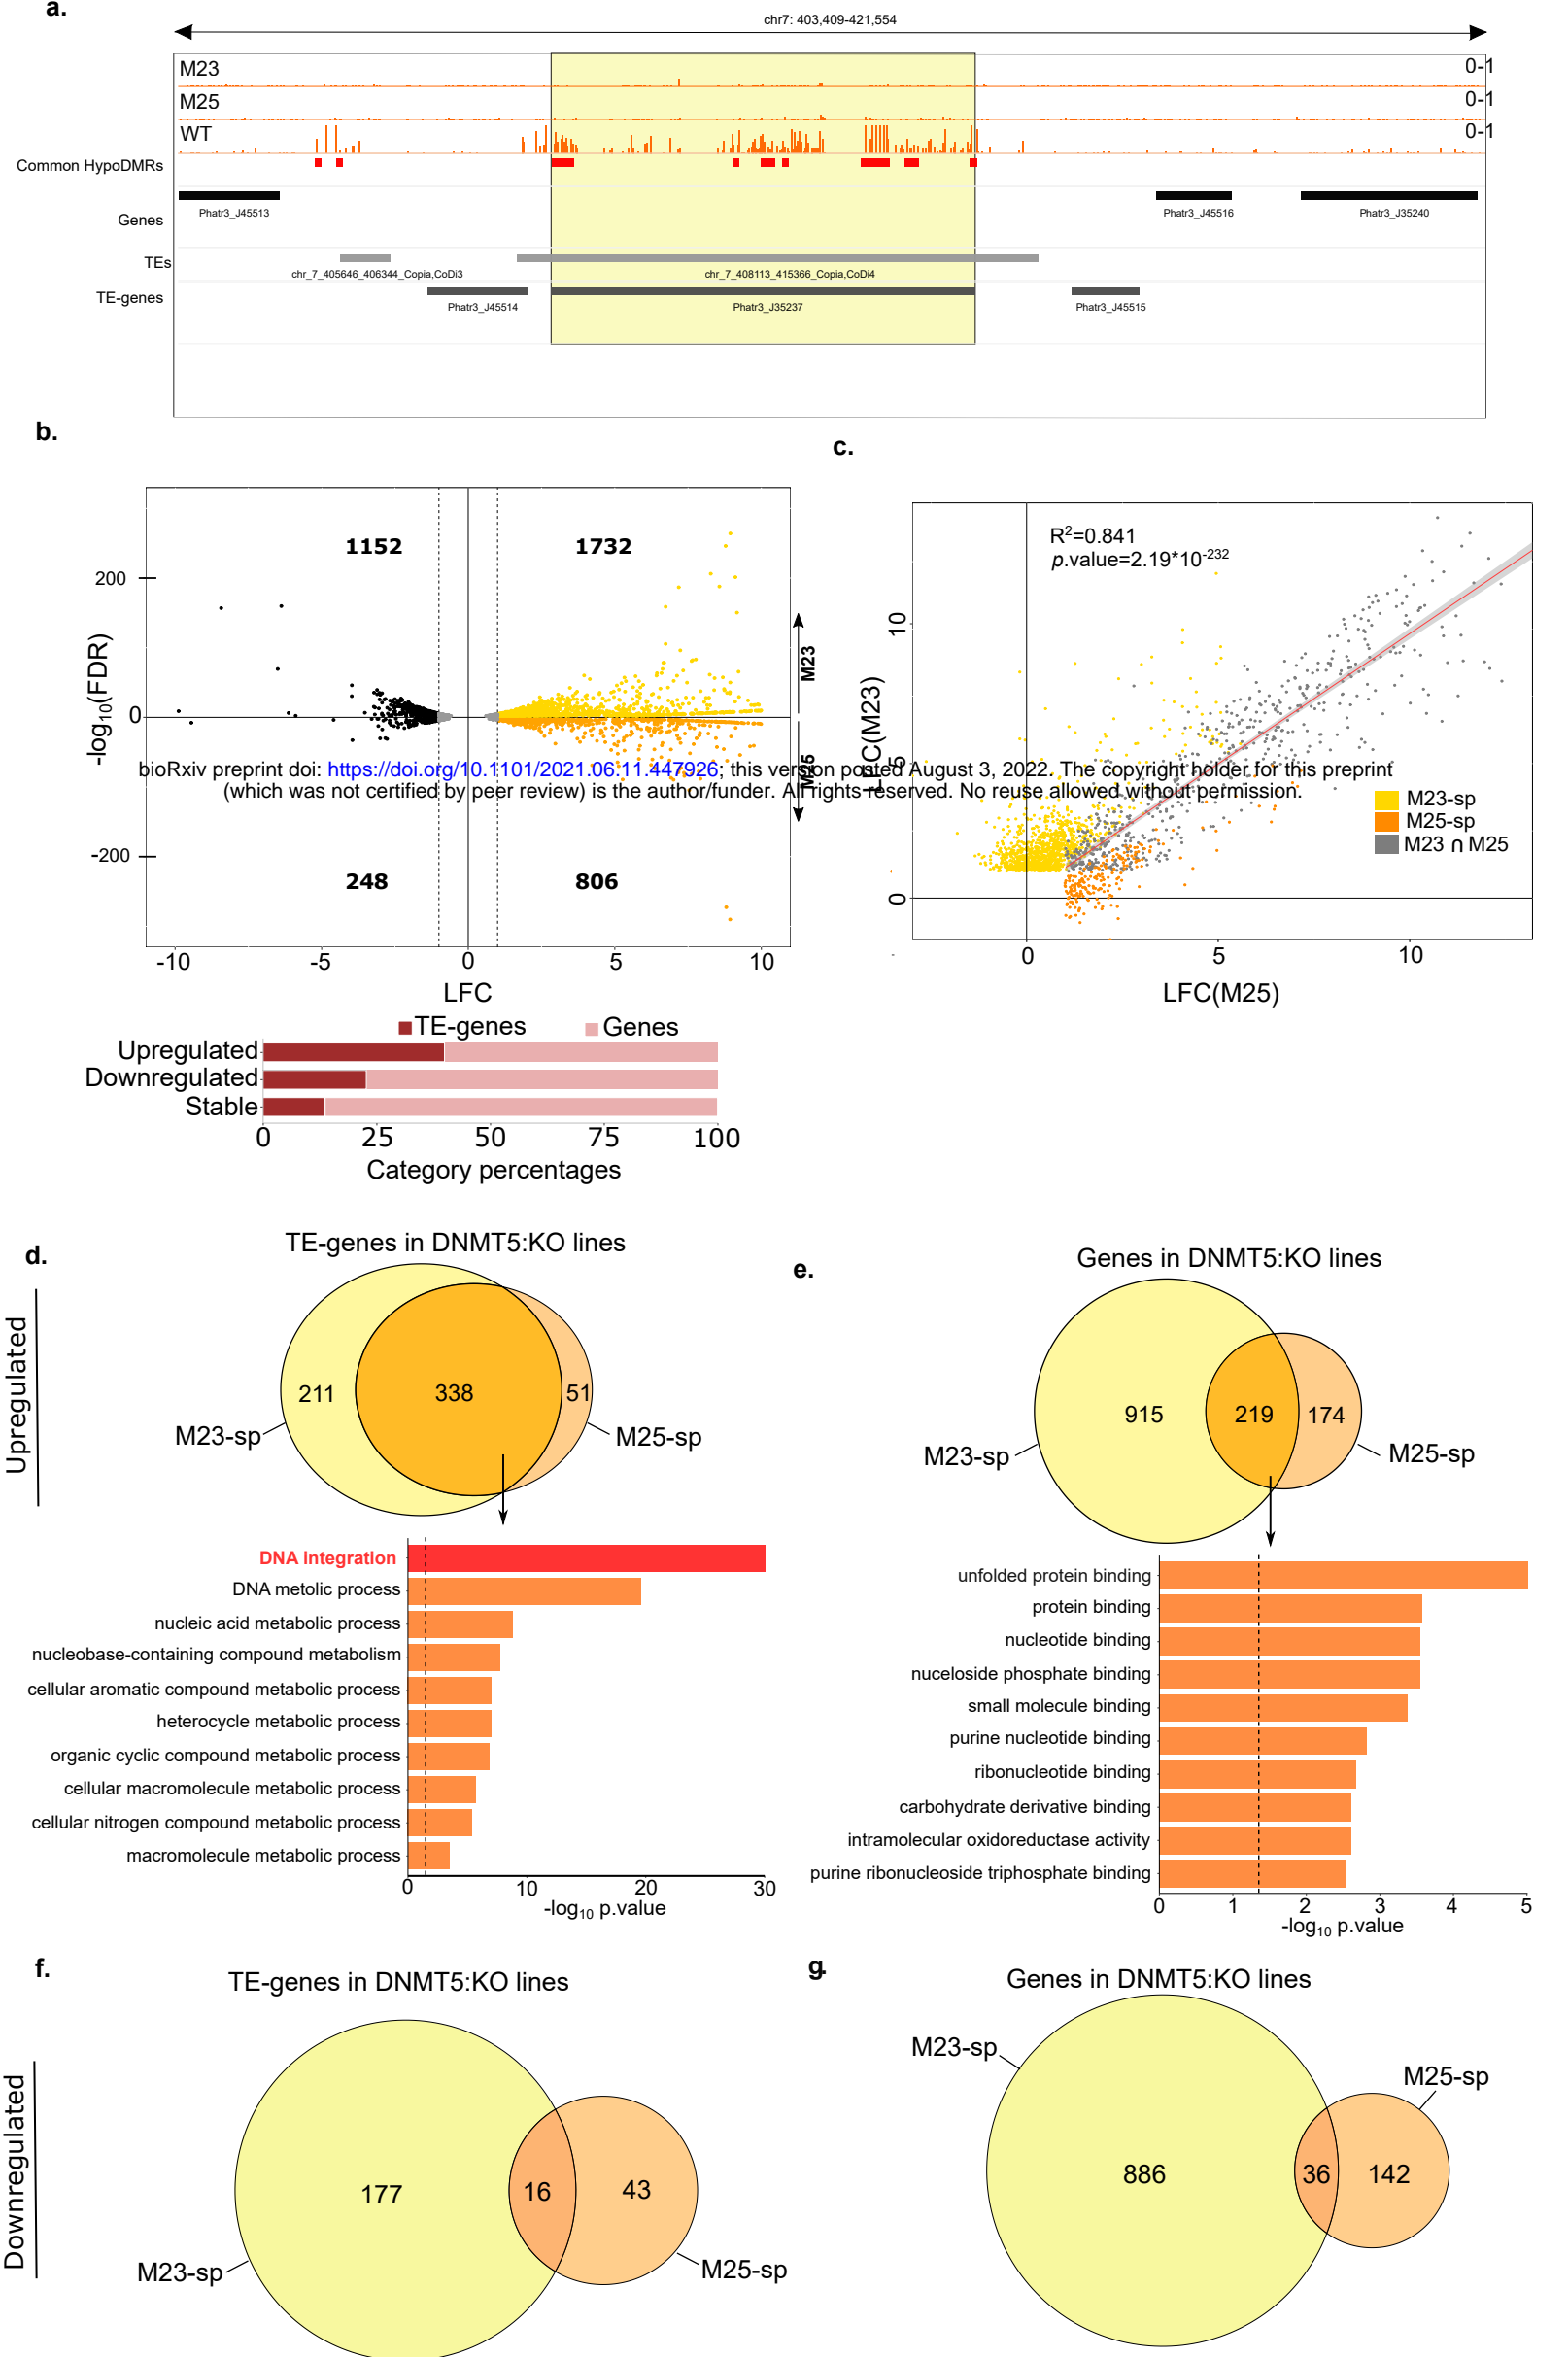 a.
chr7: 403,409-421,554
M23
0-1
M25
0-1
WT
0-1
Common HypoDMRs
Genes
Phatr3_J45513
Phatr3_J45516
Phatr3_J35240
TEs
chr_7_405646_406344_Copia,CoDi3
chr_7_408113_415366_Copia,CoDi4
TE-genes
Phatr3_J45514
Phatr3_J35237
Phatr3_J45515
b.
1152
1732
200
0
-200
-log10(FDR)
M23
M25
248
806
-10
-5
0
5
10
LFC
TE-genes
Genes
Upregulated
Downregulated
Stable
0
25
50
75
100
Category percentages
c.
R2=0.841
p.value=2.19*10-232
10
5
0
LFC(M23)
M23-sp
M25-sp
M23 ∩ M25
0
5
10
LFC(M25)
bioRxiv preprint doi: https://doi.org/10.1101/2021.06.11.447926; this version posted August 3, 2022. The copyright holder for this preprint
(which was not certified by peer review) is the author/funder. All rights reserved. No reuse allowed without permission.
d.
TE-genes in DNMT5:KO lines
Upregulated
211
338
51
M23-sp
M25-sp
DNA integration
DNA metolic process
nucleic acid metabolic process
nucleobase-containing compound metabolism
cellular aromatic compound metabolic process
heterocycle metabolic process
organic cyclic compound metabolic process
cellular macromolecule metabolic process
cellular nitrogen compound metabolic process
macromolecule metabolic process
0
10
20
30
-log10 p.value
e.
Genes in DNMT5:KO lines
915
219
174
M23-sp
M25-sp
unfolded protein binding
protein binding
nucleotide binding
nuceloside phosphate binding
small molecule binding
purine nucleotide binding
ribonucleotide binding
carbohydrate derivative binding
intramolecular oxidoreductase activity
purine ribonucleoside triphosphate binding
0
1
2
3
4
5
-log10 p.value
f.
TE-genes in DNMT5:KO lines
Downregulated
177
16
43
M23-sp
M25-sp
g.
Genes in DNMT5:KO lines
M23-sp
M25-sp
886
36
142